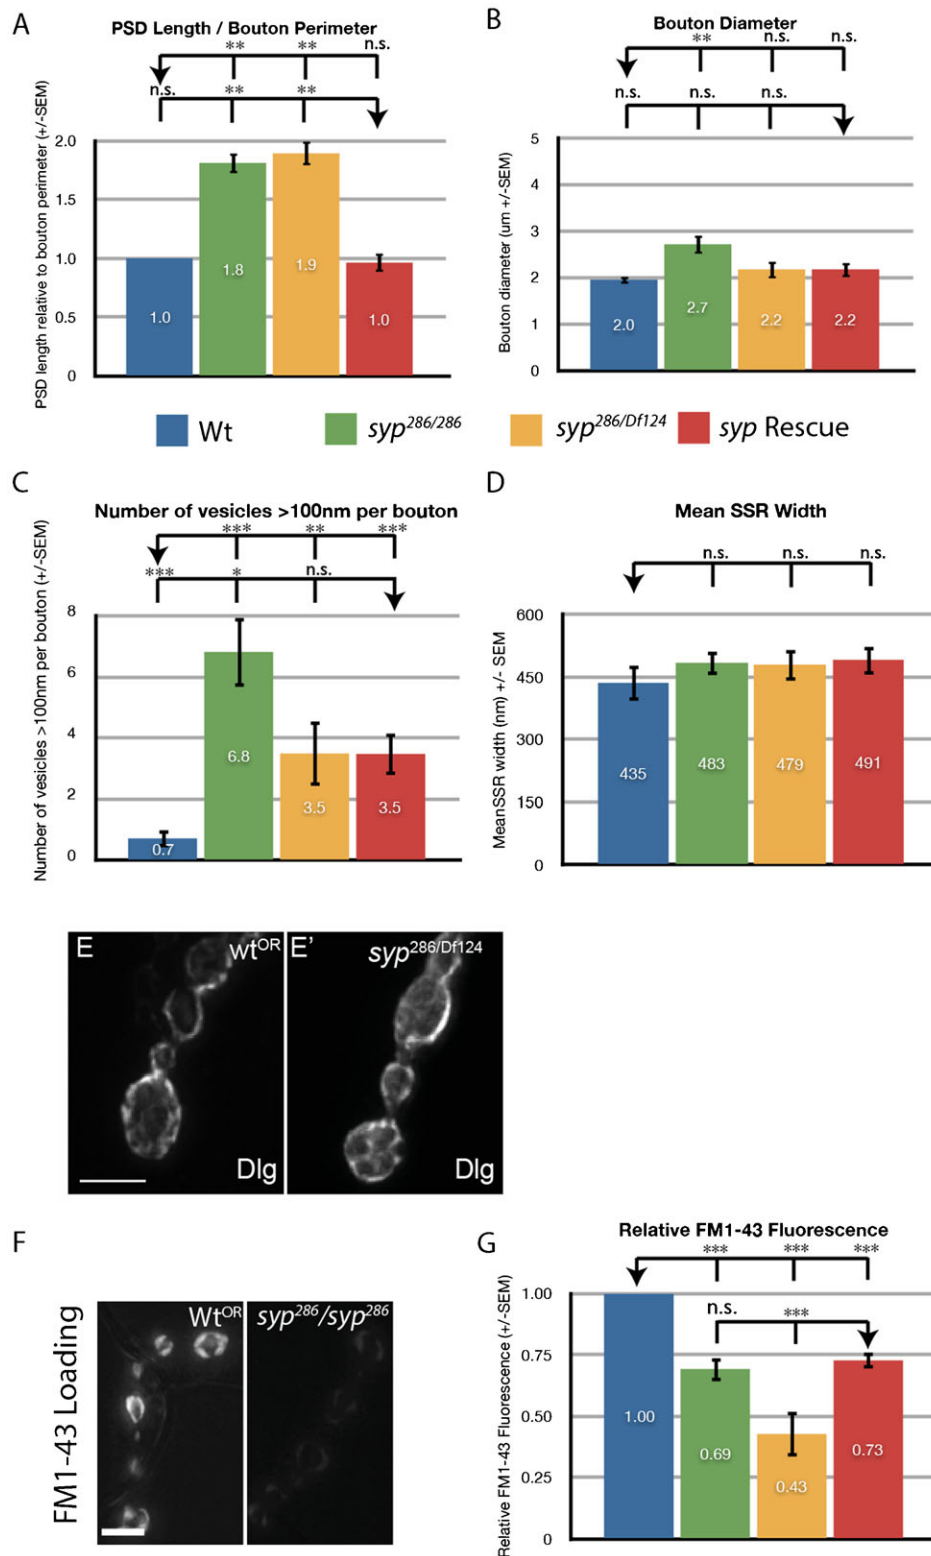 A
PSD Length / Bouton Perimeter
** ** n.s.
n.s. ** **
PSD length relative to bouton perimeter (+/-SEM)
2.0
1.5
1.0
0.5
0
1.0 1.8 1.9 1.0
B
Bouton Diameter
** n.s. n.s.
n.s. n.s. n.s.
Bouton diameter (um +/-SEM)
5
4
3
2
1
0
2.0 2.7 2.2 2.2
Wt syp286/286 syp286/Df124 syp Rescue
C
Number of vesicles >100nm per bouton
*** ** ***
*** * n.s.
Number of vesicles >100nm per bouton (+/-SEM)
8
6
4
2
0
0.7 6.8 3.5 3.5
D
Mean SSR Width
n.s. n.s. n.s.
MeanSSR width (nm) +/- SEM
600
450
300
150
0
435 483 479 491
E wtOR
Dlg
E' syp286/Df124
Dlg
F
FM1-43 Loading
WtOR syp286/syp286
G
Relative FM1-43 Fluorescence
*** *** ***
n.s. ***
Relative FM1-43 Fluorescence (+/-SEM)
1.00
0.75
0.50
0.25
0
1.00 0.69 0.43 0.73